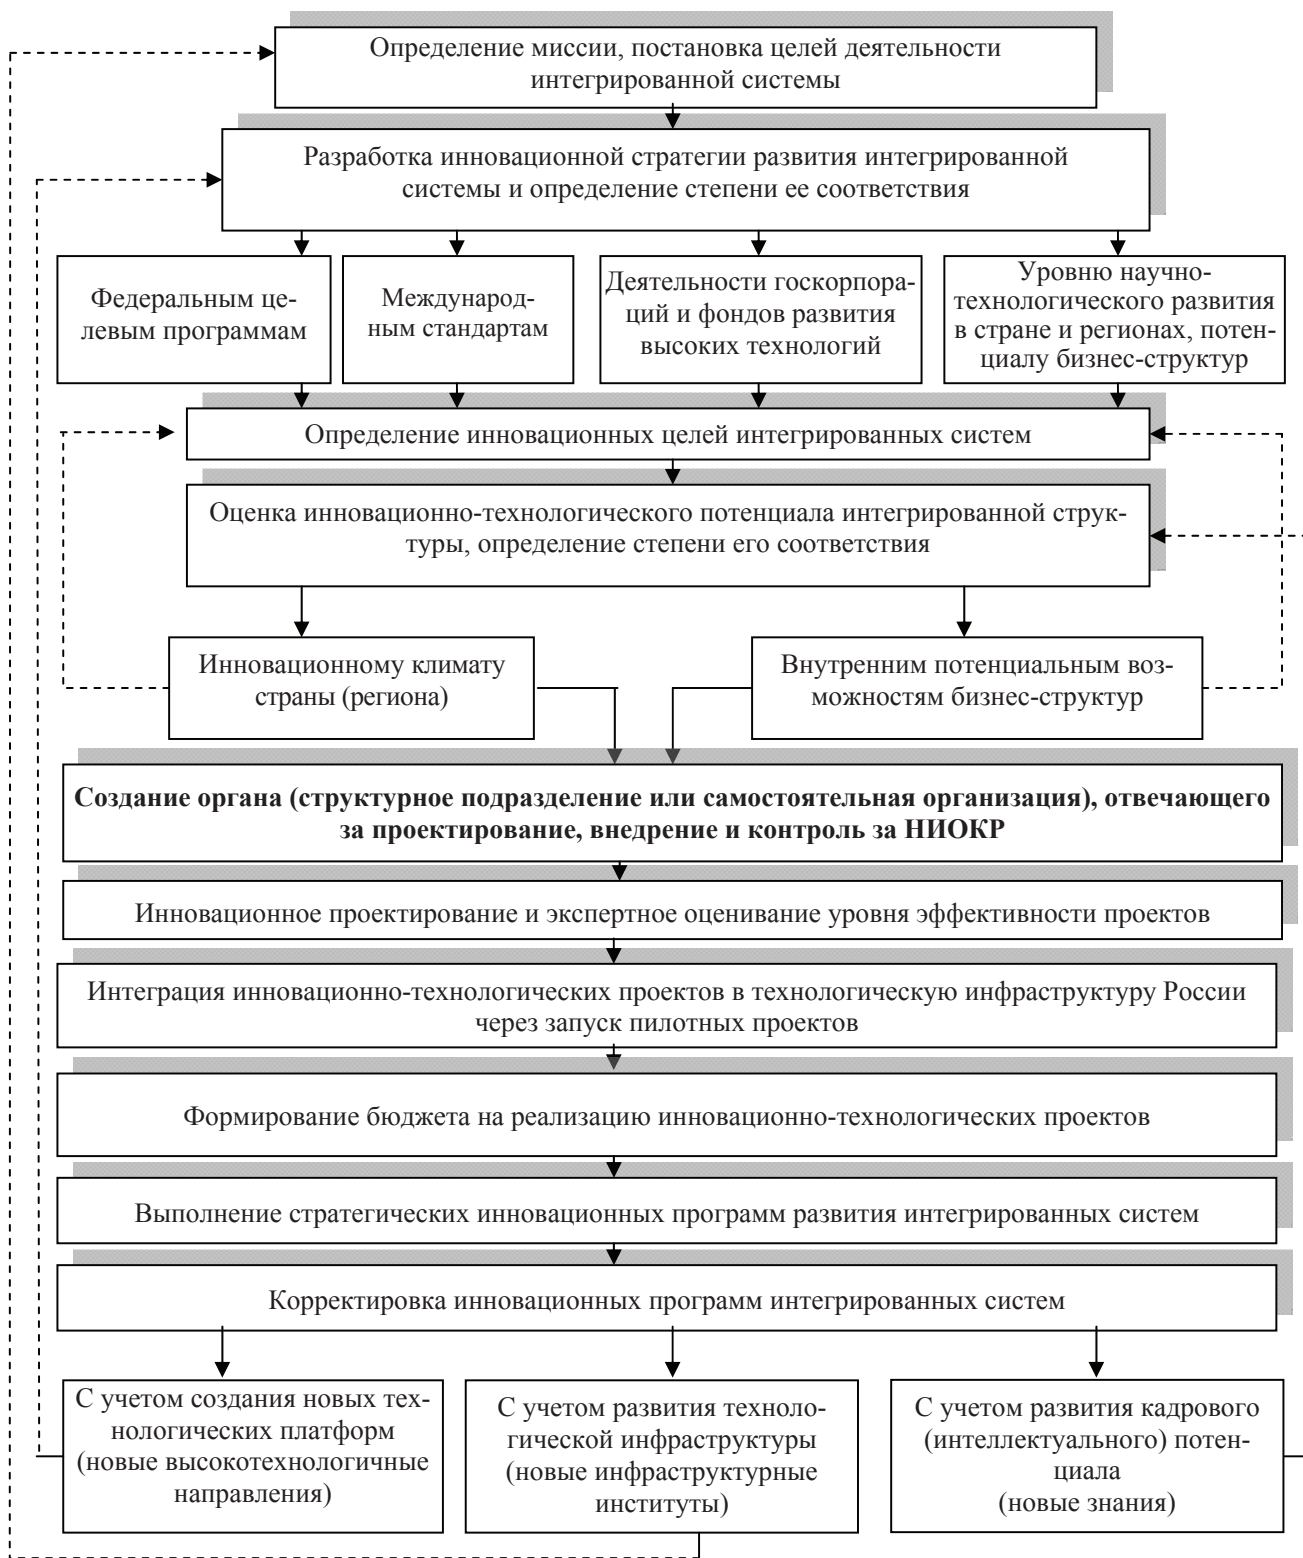 Определение миссии, постановка целей деятельности
интегрированной системы
Разработка инновационной стратегии развития интегрированной
системы и определение степени ее соответствия
Федеральным це-
левым программам
Международ-
ным стандартам
Деятельности госкорпора-
ций и фондов развития
высоких технологий
Уровню научно-
технологического развития
в стране и регионах, потен-
циалу бизнес-структур
Определение инновационных целей интегрированных систем
Оценка инновационно-технологического потенциала интегрированной струк-
туры, определение степени его соответствия
Инновационному климату
страны (региона)
Внутренним потенциальным воз-
можностям бизнес-структур
Создание органа (структурное подразделение или самостоятельная организация), отвечающего
за проектирование, внедрение и контроль за НИОКР
Инновационное проектирование и экспертное оценивание уровня эффективности проектов
Интеграция инновационно-технологических проектов в технологическую инфраструктуру России
через запуск пилотных проектов
Формирование бюджета на реализацию инновационно-технологических проектов
Выполнение стратегических инновационных программ развития интегрированных систем
Корректировка инновационных программ интегрированных систем
С учетом создания новых тех-
нологических платформ
(новые высокотехнологичные
направления)
С учетом развития техноло-
гической инфраструктуры
(новые инфраструктурные
институты)
С учетом развития кадрового
(интеллектуального) потен-
циала
(новые знания)